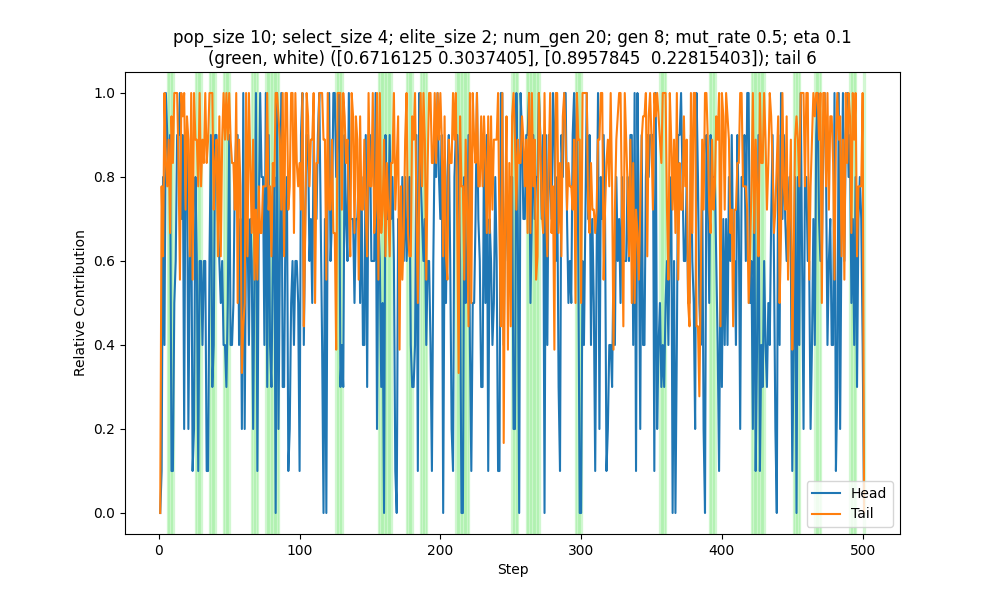 pop_size 10; select_size 4; elite_size 2; num_gen 20; gen 8; mut_rate 0.5; eta 0.1
(green, white) ([0.6716125 0.3037405], [0.8957845  0.22815403]); tail 6
1.0
0.8
0.6
0.4
0.2
0.0
Relative Contribution
Head
Tail
0 100 200 300 400 500
Step